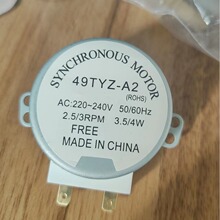 SYNCHRONOUS MOTOR
49TYZ-A2
(ROHS)
AC:220~240V 50/60Hz
2.5/3RPM 3.5/4W
FREE
MADE IN CHINA